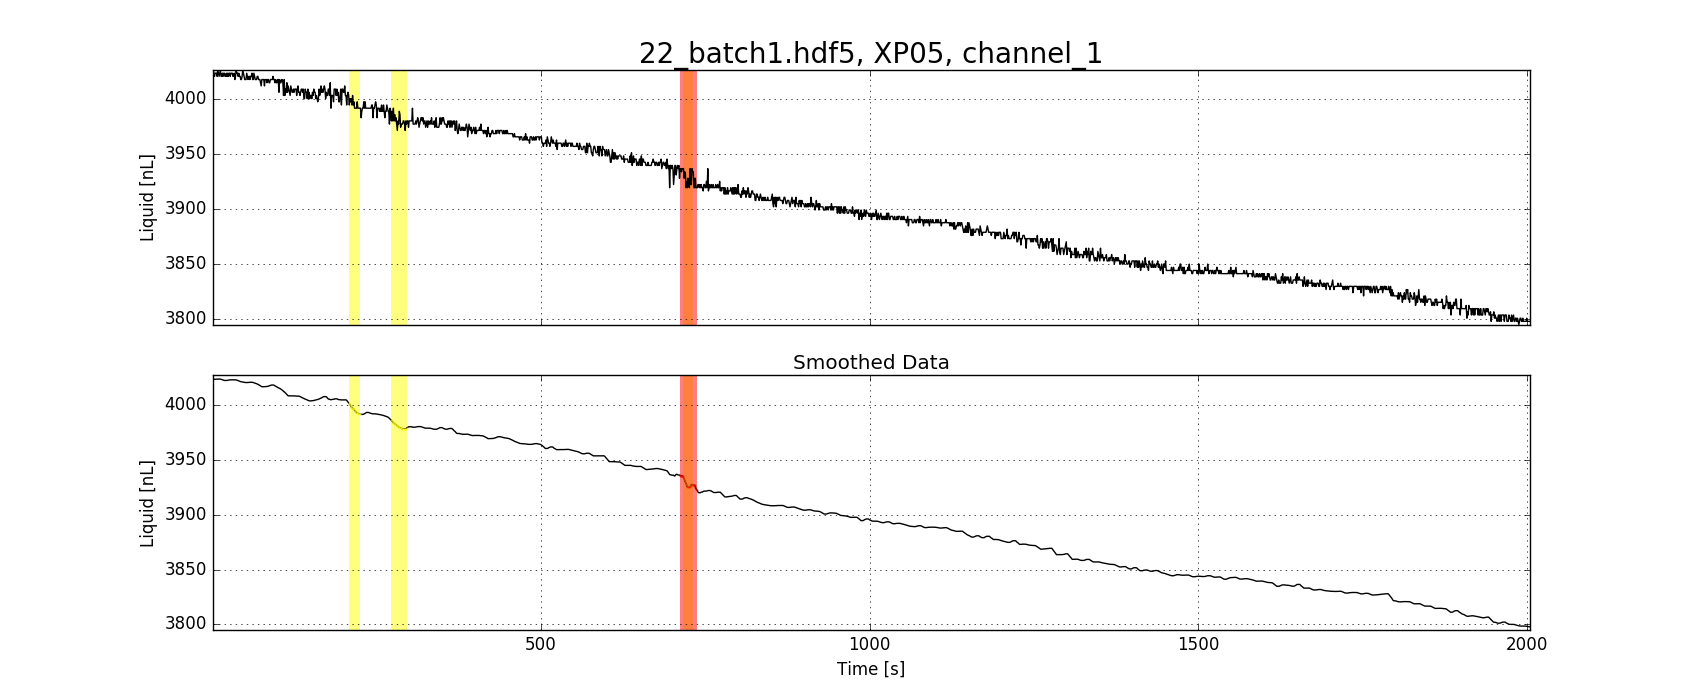 22_batch1.hdf5, XP05, channel_1
4000
3950
3900
3850
3800
Liquid [nL]
Smoothed Data
4000
3950
3900
3850
3800
Liquid [nL]
500
1000
1500
2000
Time [s]